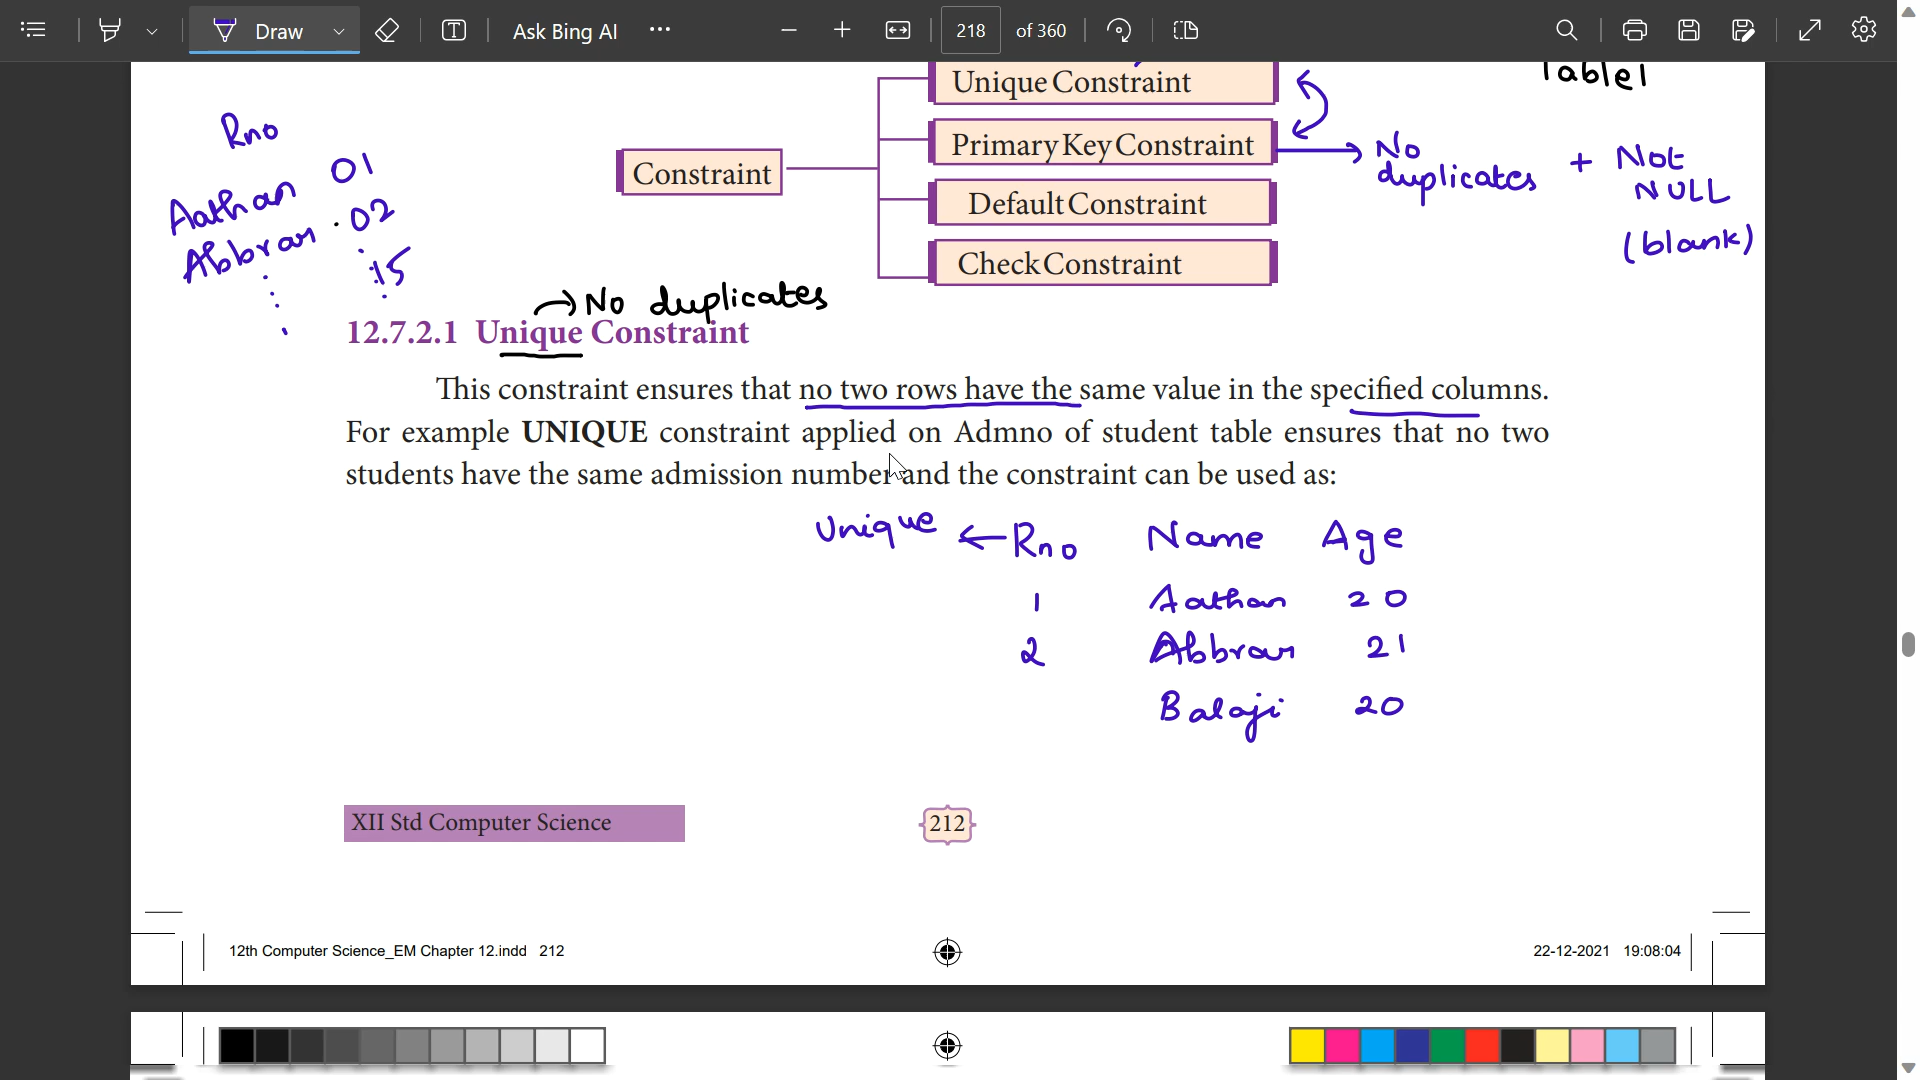 Draw
Ask Bing AI
218 of 360
Table1
Unique Constraint
Primary Key Constraint
Constraint
Default Constraint
Check Constraint
No duplicates + Not NULL
(blank)
Rno
Aathan 01
Abbran 02
15
No duplicates
12.7.2.1 Unique Constraint
This constraint ensures that no two rows have the same value in the specified columns.
For example UNIQUE constraint applied on Admno of student table ensures that no two
students have the same admission number and the constraint can be used as:
Unique ← Rno Name Age
1 Aathan 20
2 Abbran 21
Balaji 20
XII Std Computer Science
212
12th Computer Science_EM Chapter 12.indd 212
22-12-2021 19:08:04